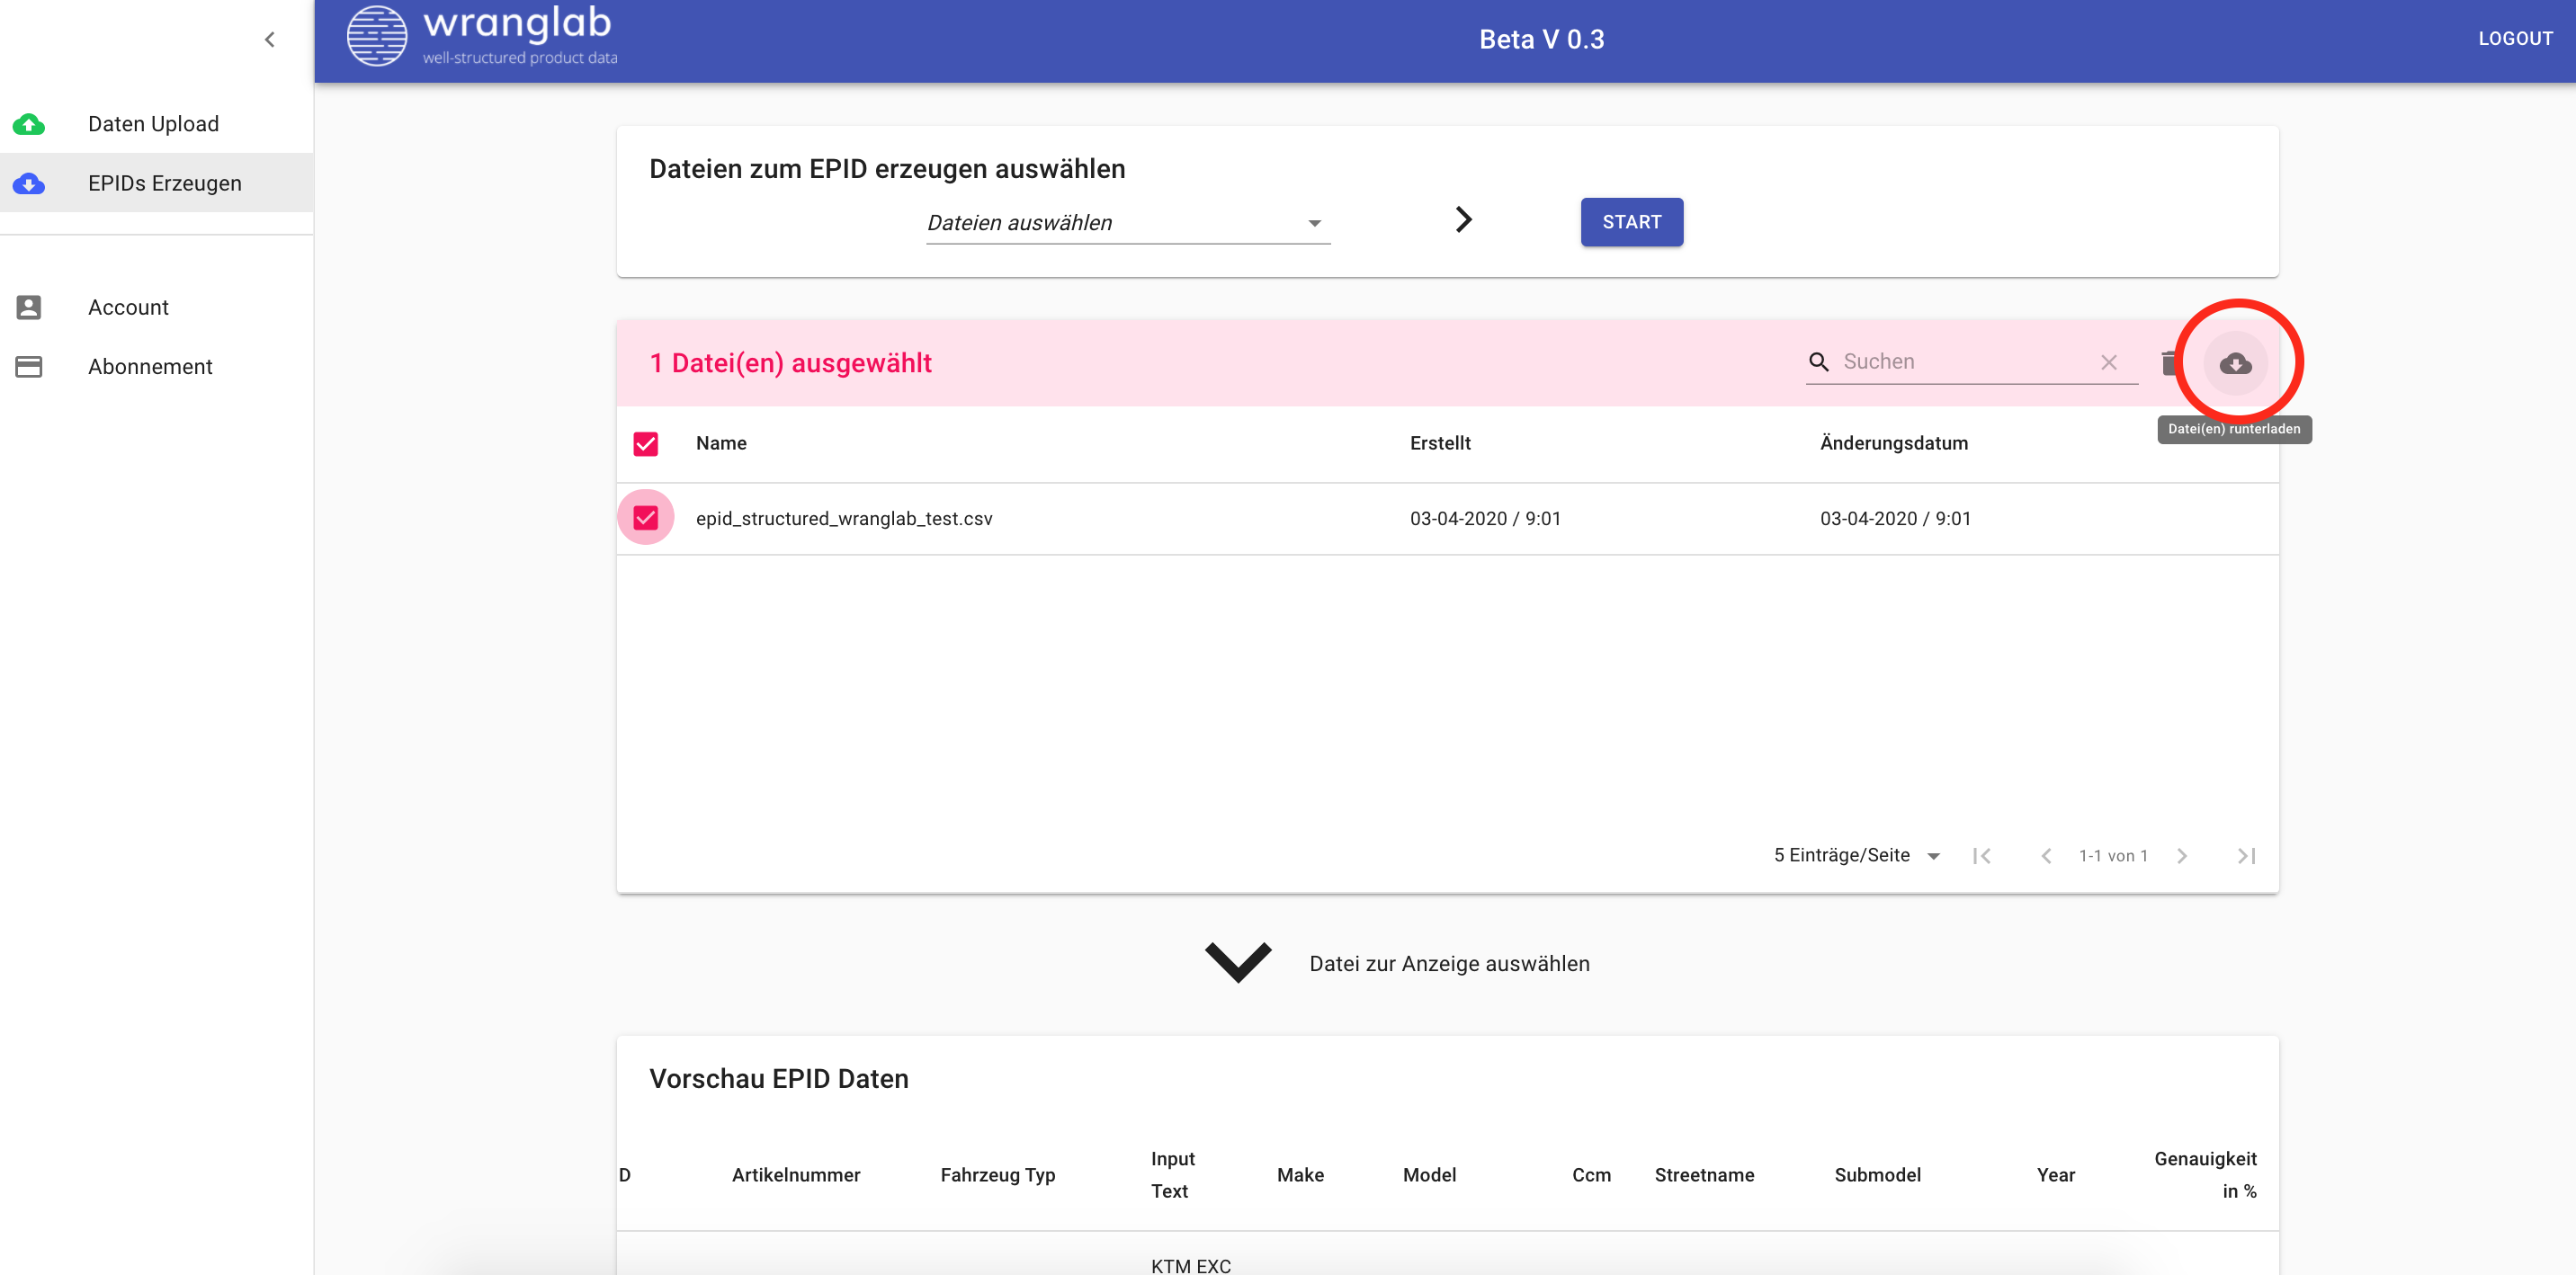 wranglab
well-structured product data
Beta V 0.3
LOGOUT
Daten Upload
EPIDs Erzeugen
Account
Abonnement
Dateien zum EPID erzeugen auswählen
Dateien auswählen
START
1 Datei(en) ausgewählt
Suchen
Datei(en) runterladen
Name Erstellt Änderungsdatum
epid_structured_wranglab_test.csv 03-04-2020 / 9:01 03-04-2020 / 9:01
5 Einträge/Seite 1-1 von 1
Datei zur Anzeige auswählen
Vorschau EPID Daten
D Artikelnummer Fahrzeug Typ Input Text Make Model Ccm Streetname Submodel Year Genauigkeit in %
KTM EXC